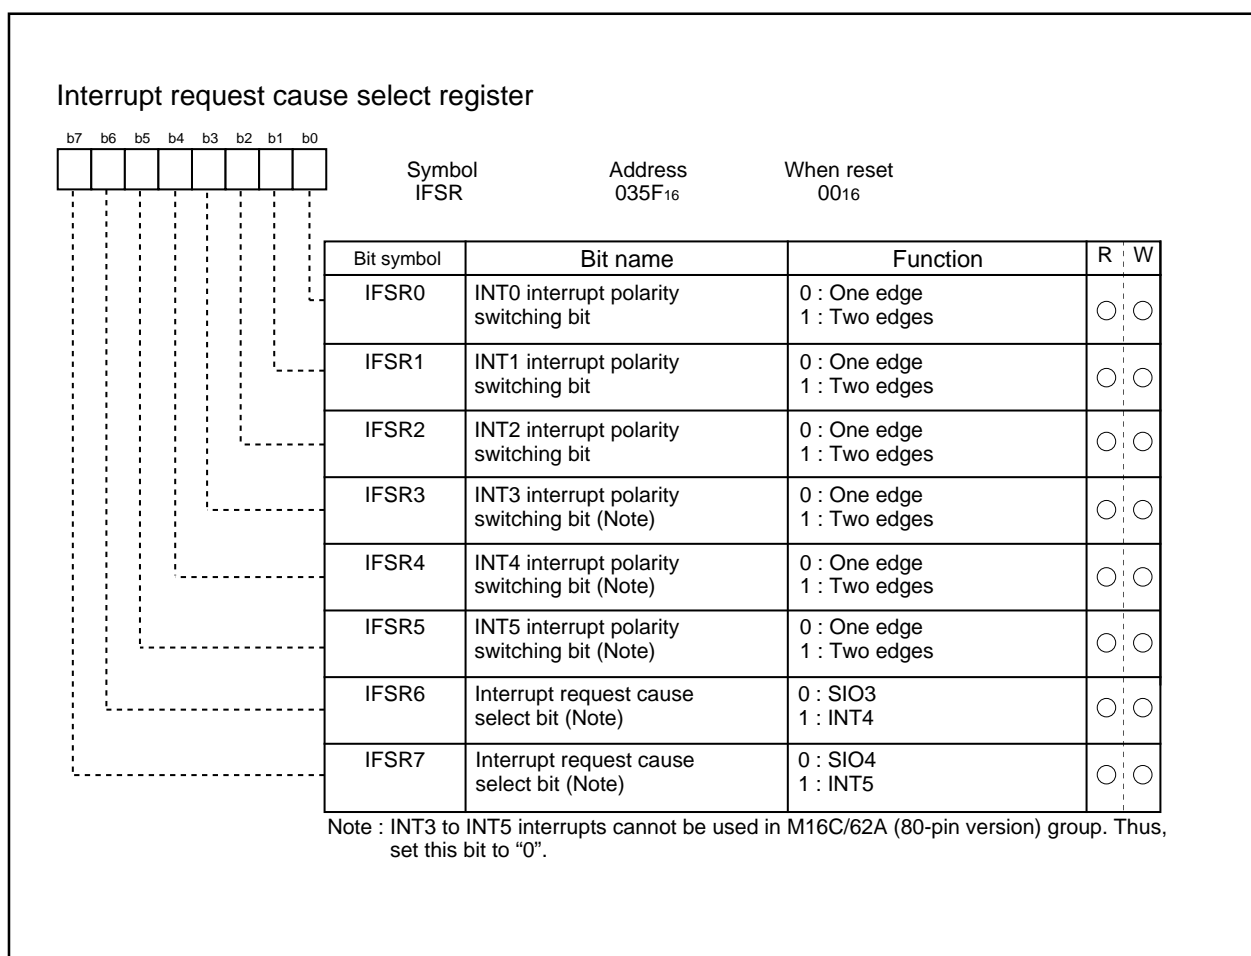 Interrupt request cause select register
b7 b6 b5 b4 b3 b2 b1 b0
Symbol Address When reset
IFSR 035F16 0016
Bit symbol Bit name Function R W
IFSR0 INT0 interrupt polarity 0 : One edge
switching bit 1 : Two edges
IFSR1 INT1 interrupt polarity 0 : One edge
switching bit 1 : Two edges
IFSR2 INT2 interrupt polarity 0 : One edge
switching bit 1 : Two edges
IFSR3 INT3 interrupt polarity 0 : One edge
switching bit (Note) 1 : Two edges
IFSR4 INT4 interrupt polarity 0 : One edge
switching bit (Note) 1 : Two edges
IFSR5 INT5 interrupt polarity 0 : One edge
switching bit (Note) 1 : Two edges
IFSR6 Interrupt request cause 0 : SIO3
select bit (Note) 1 : INT4
IFSR7 Interrupt request cause 0 : SIO4
select bit (Note) 1 : INT5
Note : INT3 to INT5 interrupts cannot be used in M16C/62A (80-pin version) group. Thus,
set this bit to “0”.